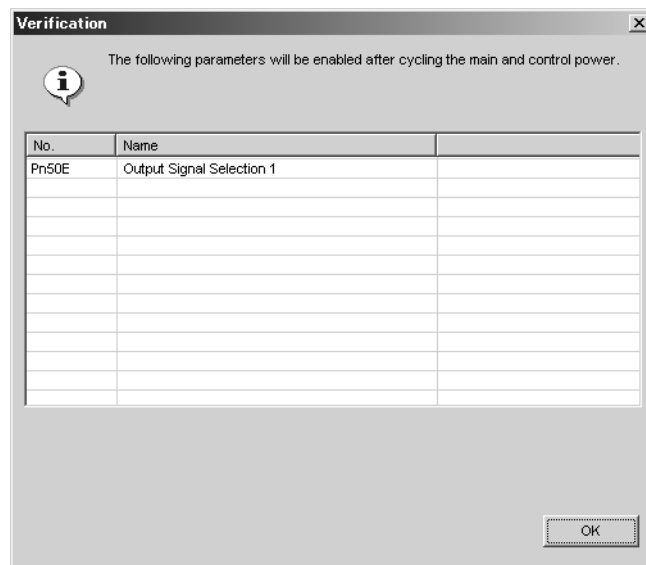 Verification
The following parameters will be enabled after cycling the main and control power.
No. Name
Pn50E Output Signal Selection 1
OK